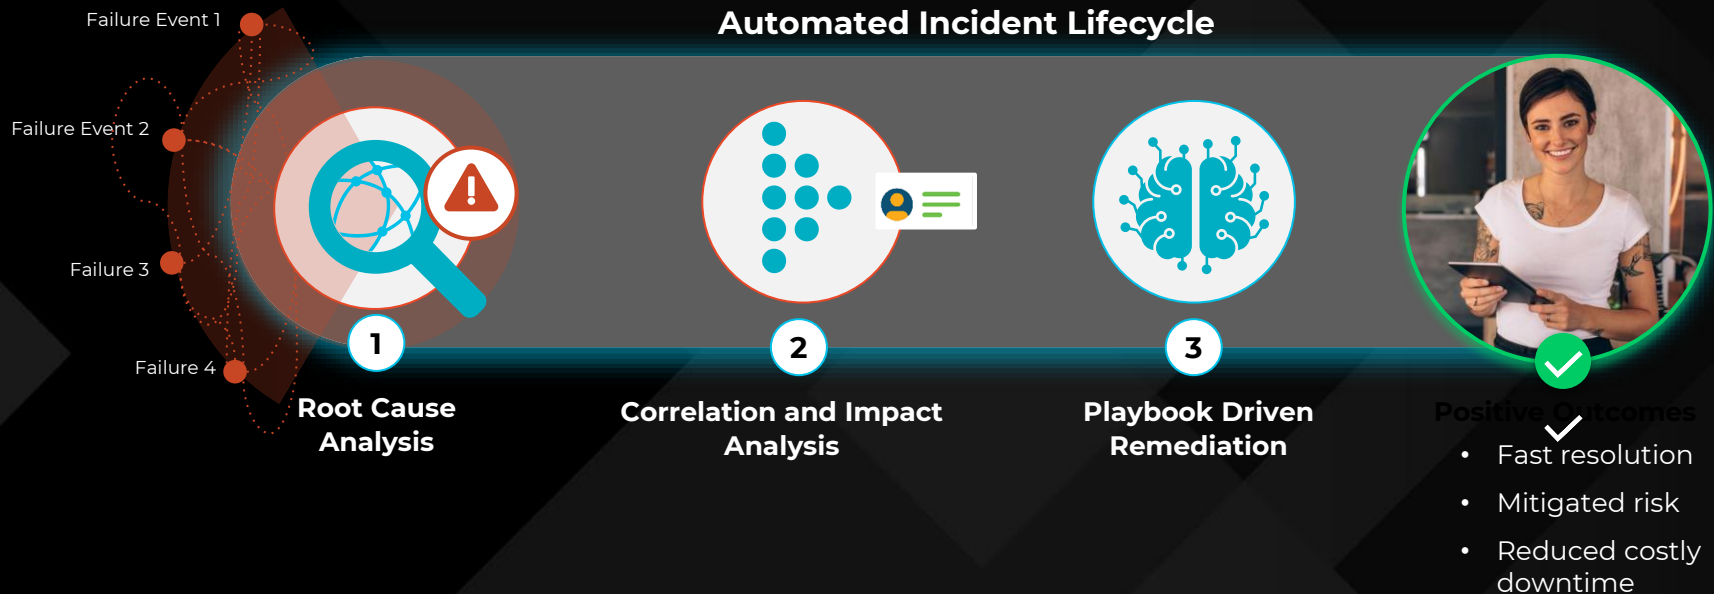 Automated Incident Lifecycle
Failure Event 1
Failure Event 2
Failure 3
Failure 4
1
Root Cause
Analysis
2
Correlation and Impact
Analysis
3
Playbook Driven
Remediation
Positive Outcomes
• Fast resolution
• Mitigated risk
• Reduced costly
downtime